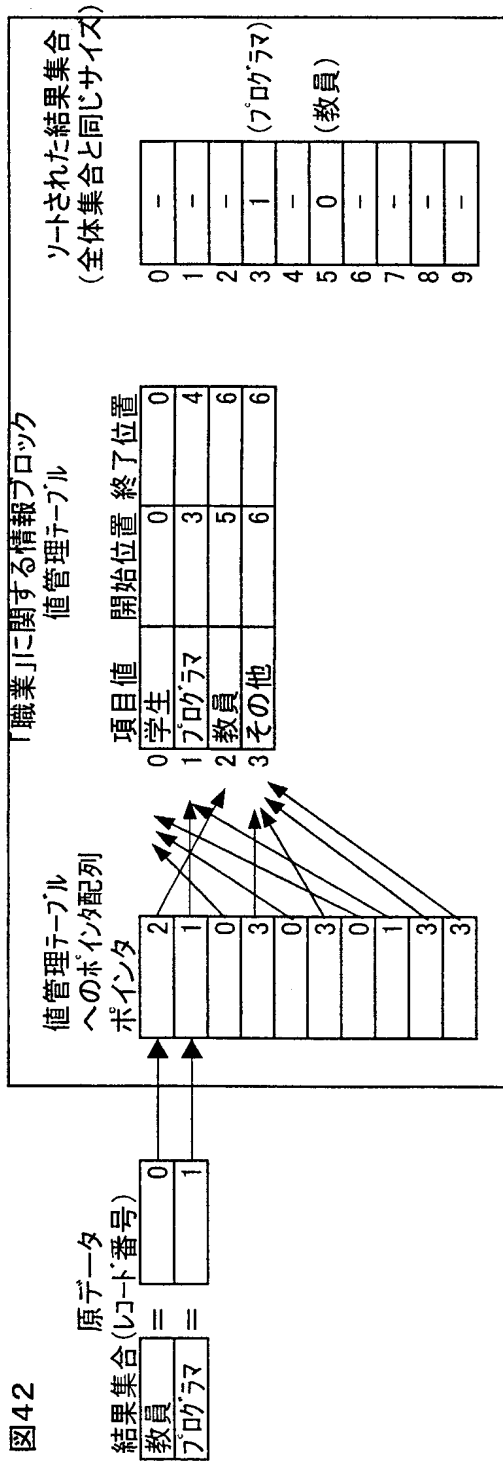 図42
原データ
結果集合(レコード番号)
教員 = 0
プログラマ = 1
「職業」に関する情報ブロック
値管理テーブル
へのポインタ配列
ポインタ
2
1
0
3
0
3
0
1
3
3
値管理テーブル
項目値 開始位置 終了位置
0 学生 0 0
1 プログラマ 3 4
2 教員 5 6
3 その他 6 6
ソートされた結果集合
(全体集合と同じサイズ)
0 -
1 -
2 -
3 1 (プログラマ)
4 -
5 0 (教員)
6 -
7 -
8 -
9 -